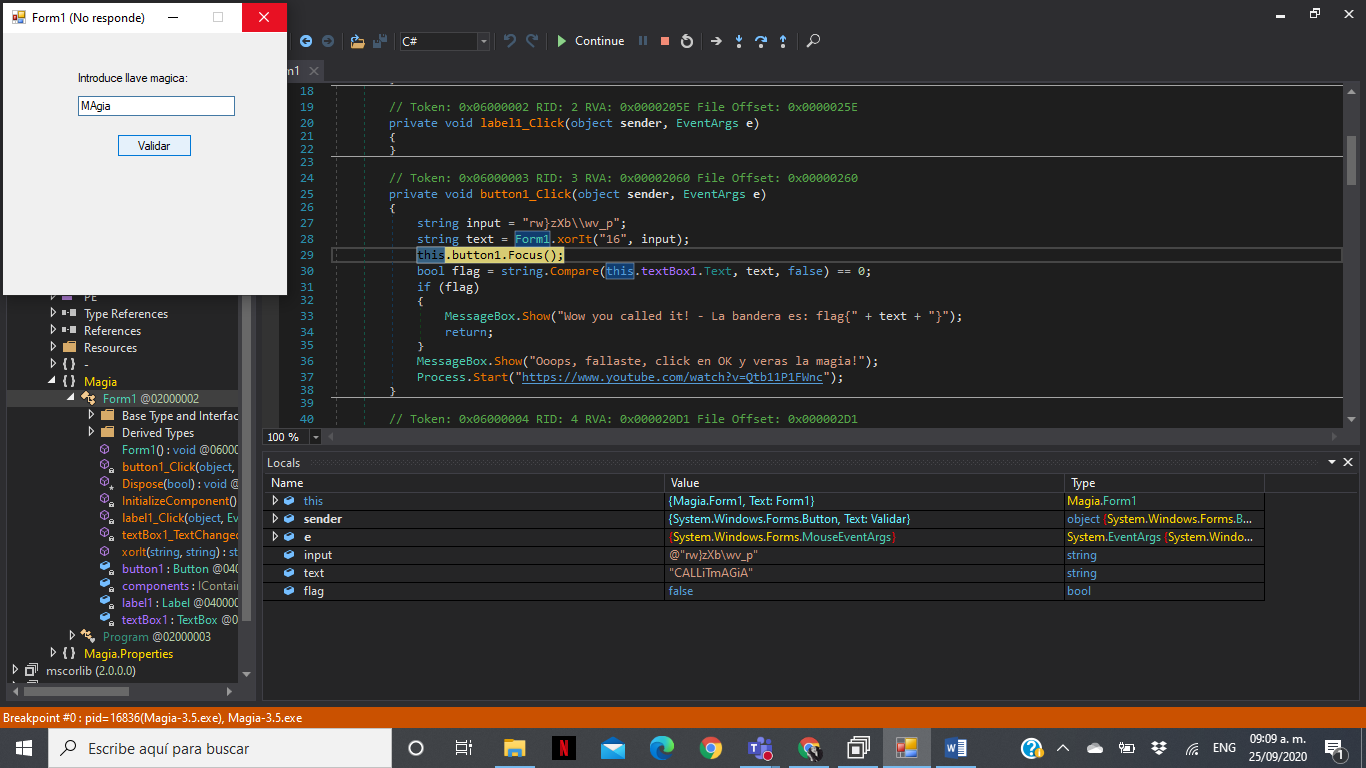 Form1 (No responde)
Introduce llave magica:
MAgia
Validar
C#
Continue
18
19 // Token: 0x06000002 RID: 2 RVA: 0x0000205E File Offset: 0x0000025E
20 private void label1_Click(object sender, EventArgs e)
21 {
22 }
23
24 // Token: 0x06000003 RID: 3 RVA: 0x00002060 File Offset: 0x00000260
25 private void button1_Click(object sender, EventArgs e)
26 {
27 string input = "rw}zXb\\wv_p";
28 string text = Form1.xorIt("16", input);
29 this.button1.Focus();
30 bool flag = string.Compare(this.textBox1.Text, text, false) == 0;
31 if (flag)
32 {
33 MessageBox.Show("Wow you called it! - La bandera es: flag{" + text + "}");
34 return;
35 }
36 MessageBox.Show("Ooops, fallaste, click en OK y veras la magia!");
37 Process.Start("https://www.youtube.com/watch?v=Qtb11P1FWnc");
38 }
39
40 // Token: 0x06000004 RID: 4 RVA: 0x000020D1 File Offset: 0x000002D1
100 %
PE
Type References
References
Resources
{ } -
{ } Magia
Form1 @02000002
Base Type and Interfac
Derived Types
Form1() : void @0600
button1_Click(object,
Dispose(bool) : void @
InitializeComponent()
label1_Click(object, Ev
textBox1_TextChanged
xorIt(string, string) : st
button1 : Button @040
components : IContain
label1 : Label @04000
textBox1 : TextBox @0
Program @02000003
{ } Magia.Properties
mscorlib (2.0.0.0)
Locals
Name Value Type
this {Magia.Form1, Text: Form1} Magia.Form1
sender {System.Windows.Forms.Button, Text: Validar} object {System.Windows.Forms.B...
e {System.Windows.Forms.MouseEventArgs} System.EventArgs {System.Windo...
input @"rw}zXb\wv_p" string
text "CALLiTmAGiA" string
flag false bool
Breakpoint #0 : pid=16836(Magia-3.5.exe), Magia-3.5.exe
Escribe aquí para buscar
ENG
09:09 a. m.
25/09/2020
1